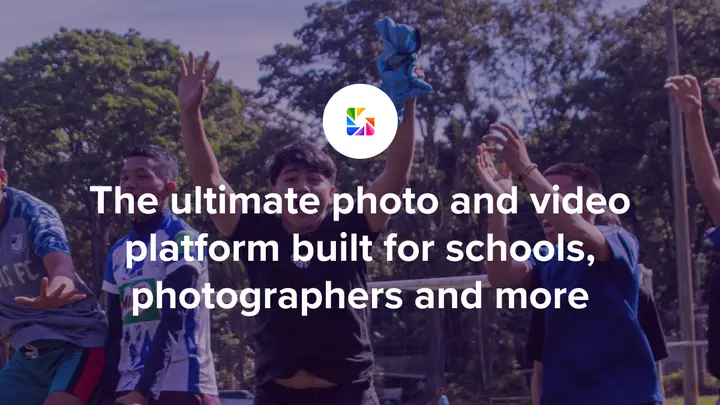 The ultimate photo and video
platform built for schools,
photographers and more